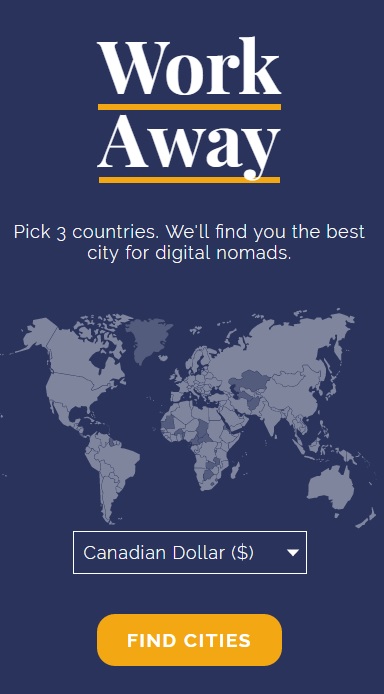 Work
Away
Pick 3 countries. We'll find you the best
city for digital nomads.
Canadian Dollar ($)
FIND CITIES